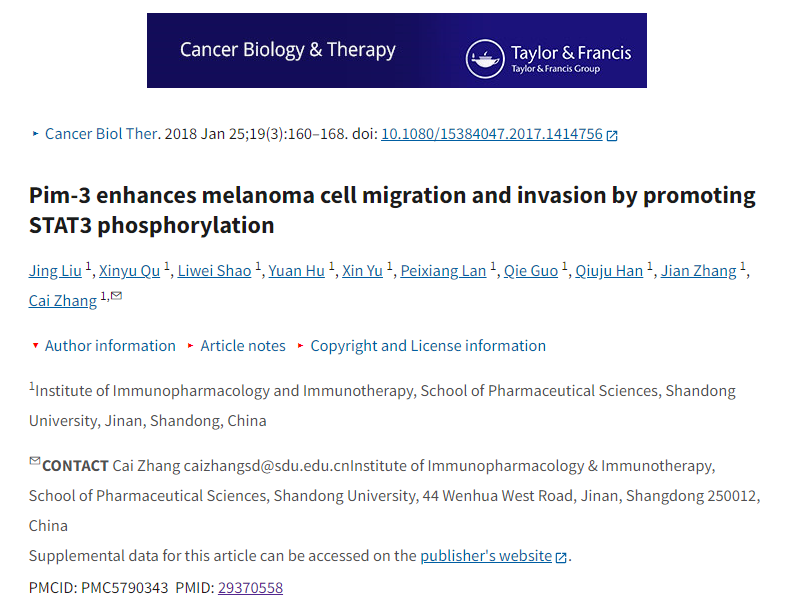 Cancer Biology & Therapy
Taylor & Francis
Taylor & Francis Group
‣ Cancer Biol Ther. 2018 Jan 25;19(3):160–168. doi: 10.1080/15384047.2017.1414756
Pim-3 enhances melanoma cell migration and invasion by promoting
STAT3 phosphorylation
Jing Liu 1, Xinyu Qu 1, Liwei Shao 1, Yuan Hu 1, Xin Yu 1, Peixiang Lan 1, Qie Guo 1, Qiuju Han 1, Jian Zhang 1,
Cai Zhang 1,✉
▾ Author information ▸ Article notes ▸ Copyright and License information
1Institute of Immunopharmacology and Immunotherapy, School of Pharmaceutical Sciences, Shandong
University, Jinan, Shandong, China
✉CONTACT Cai Zhang caizhangsd@sdu.edu.cnInstitute of Immunopharmacology & Immunotherapy,
School of Pharmaceutical Sciences, Shandong University, 44 Wenhua West Road, Jinan, Shangdong 250012,
China
Supplemental data for this article can be accessed on the publisher's website.
PMCID: PMC5790343 PMID: 29370558